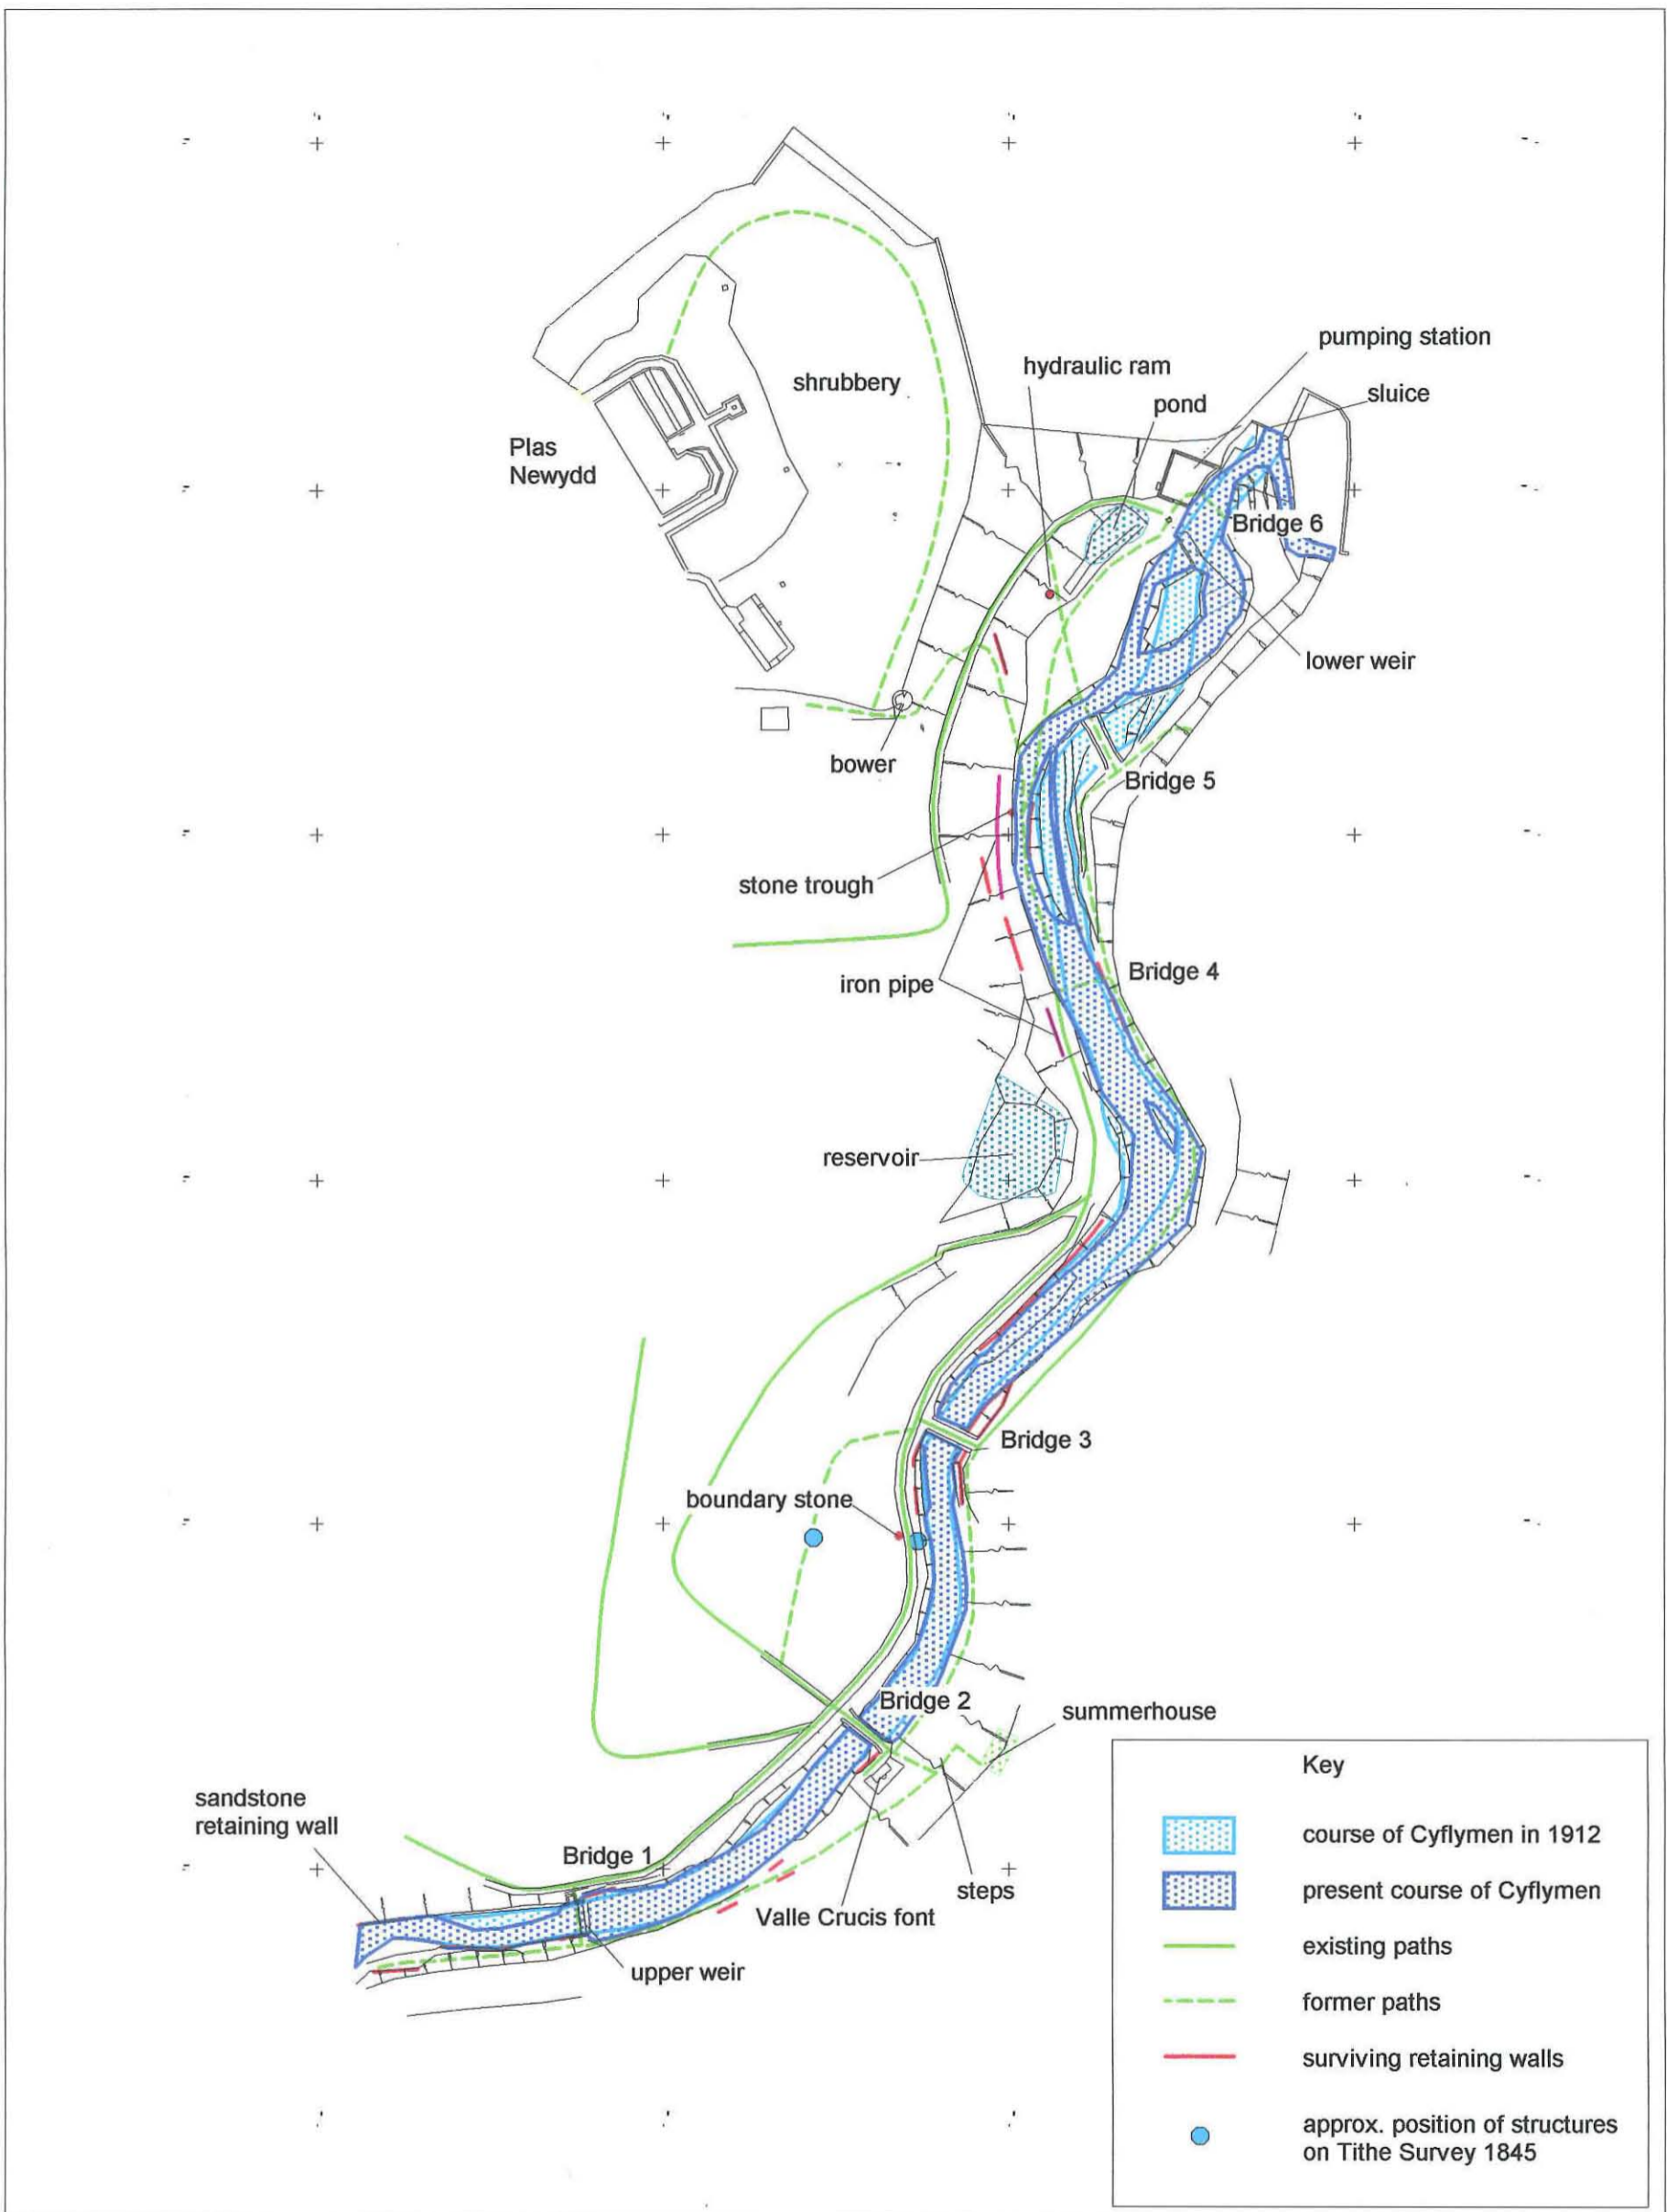 pumping station
hydraulic ram
sluice
pond
shrubbery
Plas
Newydd
Bridge 6
lower weir
bower
Bridge 5
stone trough
Bridge 4
iron pipe
reservoir
Bridge 3
boundary stone
Bridge 2
summerhouse
sandstone
retaining wall
Bridge 1
steps
Valle Crucis font
upper weir
Key
course of Cyflymen in 1912
present course of Cyflymen
existing paths
former paths
surviving retaining walls
approx. position of structures
on Tithe Survey 1845